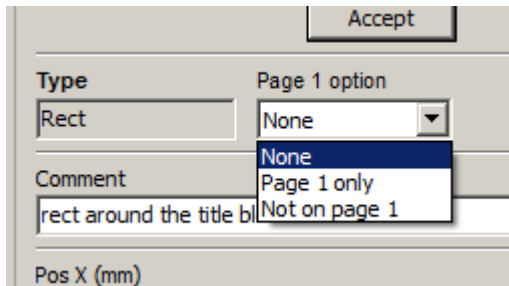 Accept
Type
Page 1 option
Rect
None
None
Page 1 only
Not on page 1
Comment
rect around the title bl
Pos X (mm)